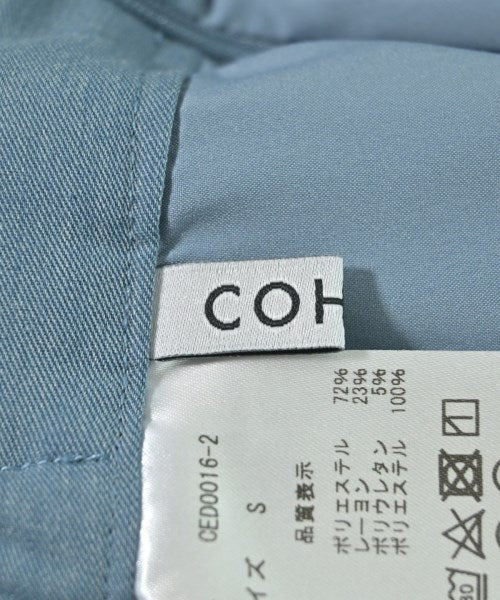 COH
CED0016-2
イズ S
品質表示
ポリエステル 72%
レーヨン 23%
ポリウレタン 5%
ポリエステル 100%